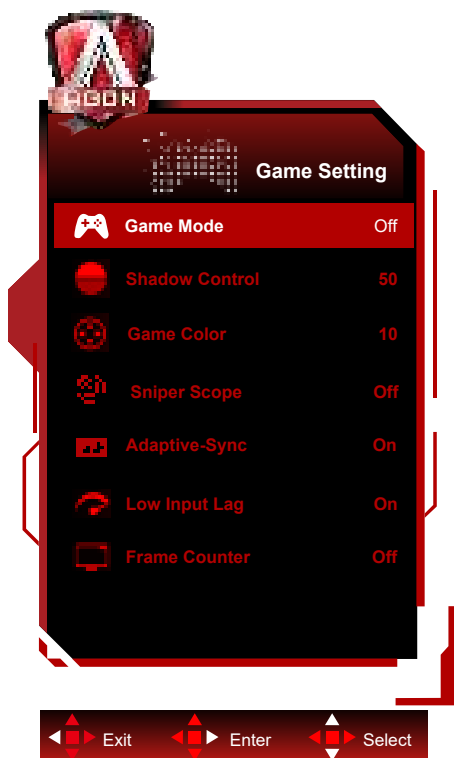 AGON
Game Setting
Game Mode Off
Shadow Control 50
Game Color 10
Sniper Scope Off
Adaptive-Sync On
Low Input Lag On
Frame Counter Off
Exit Enter Select